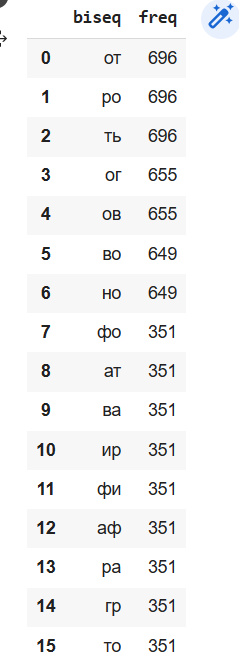 biseq freq
0 от 696
1 ро 696
2 ть 696
3 ог 655
4 ов 655
5 во 649
6 но 649
7 фо 351
8 ат 351
9 ва 351
10 ир 351
11 фи 351
12 аф 351
13 ра 351
14 гр 351
15 то 351